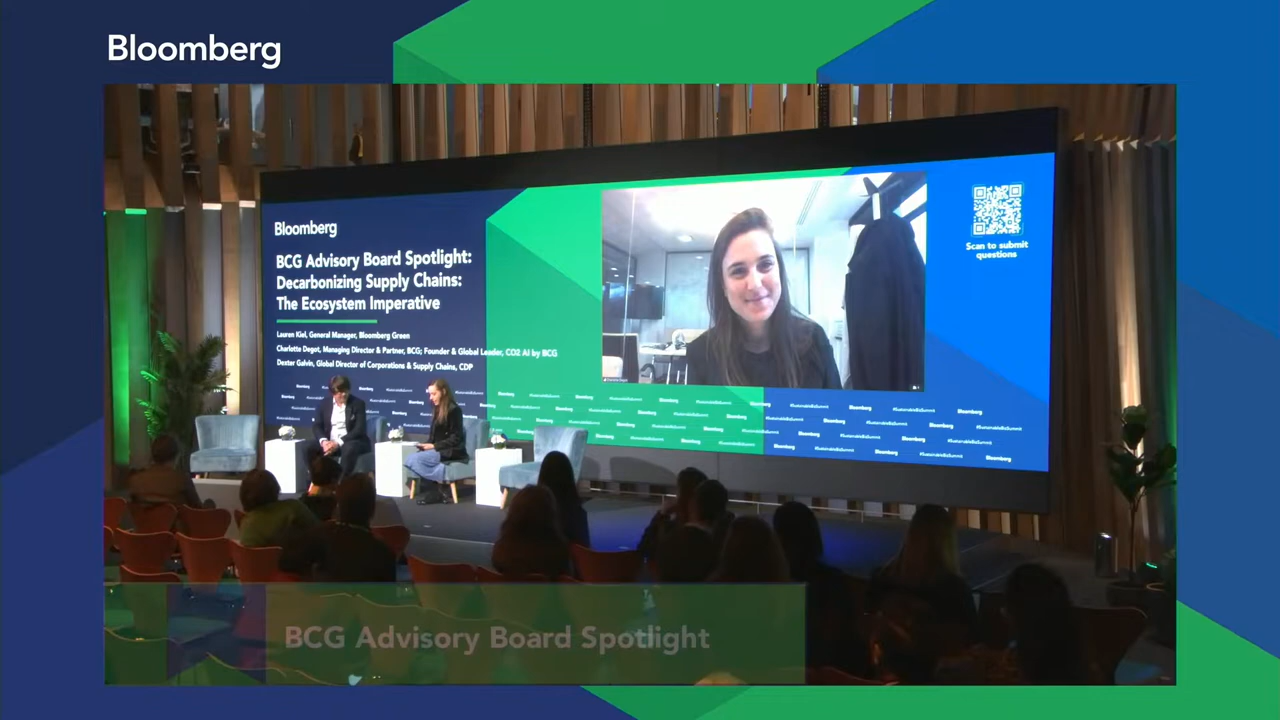 Bloomberg
Bloomberg
BCG Advisory Board Spotlight:
Decarbonizing Supply Chains:
The Ecosystem Imperative
Lauren Kiel, General Manager, Bloomberg Green
Charlotte Degot, Managing Director & Partner, BCG; Founder & Global Leader, CO2 AI by BCG
Dexter Galvin, Global Director of Corporations & Supply Chains, CDP
Scan to submit
questions
BCG Advisory Board Spotlight